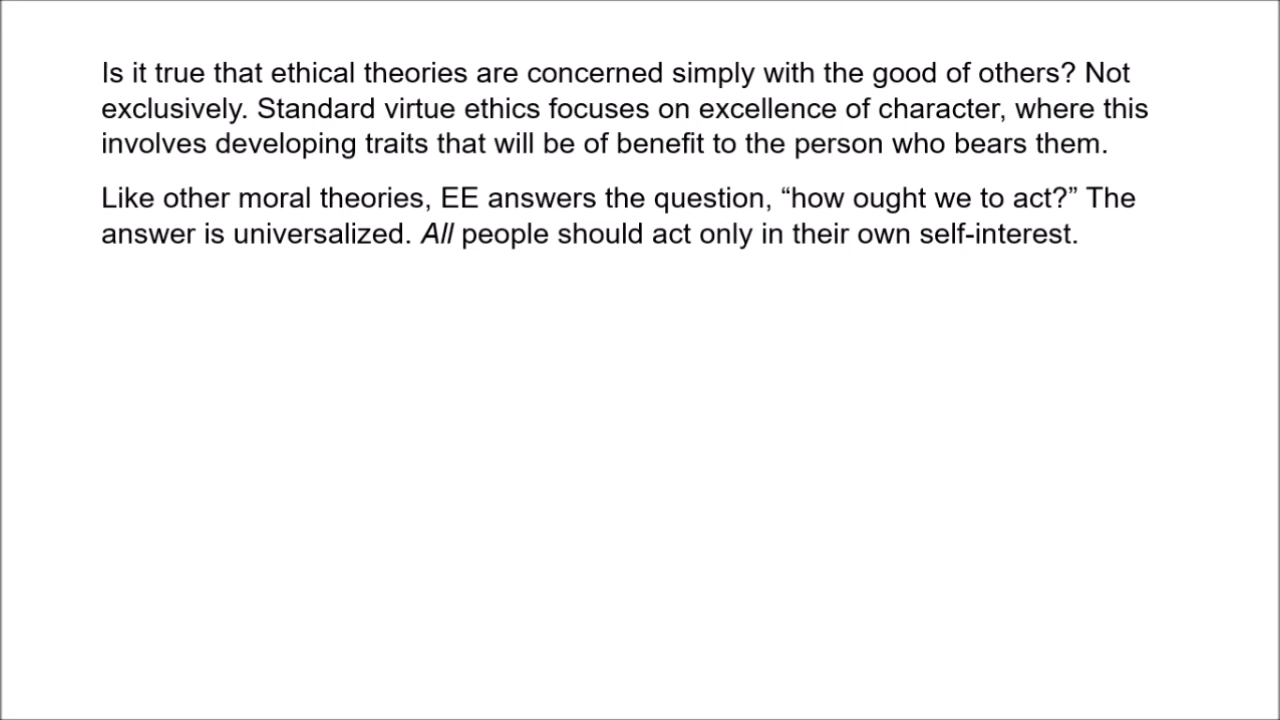 Is it true that ethical theories are concerned simply with the good of others? Not
exclusively. Standard virtue ethics focuses on excellence of character, where this
involves developing traits that will be of benefit to the person who bears them.
Like other moral theories, EE answers the question, “how ought we to act?” The
answer is universalized. All people should act only in their own self-interest.